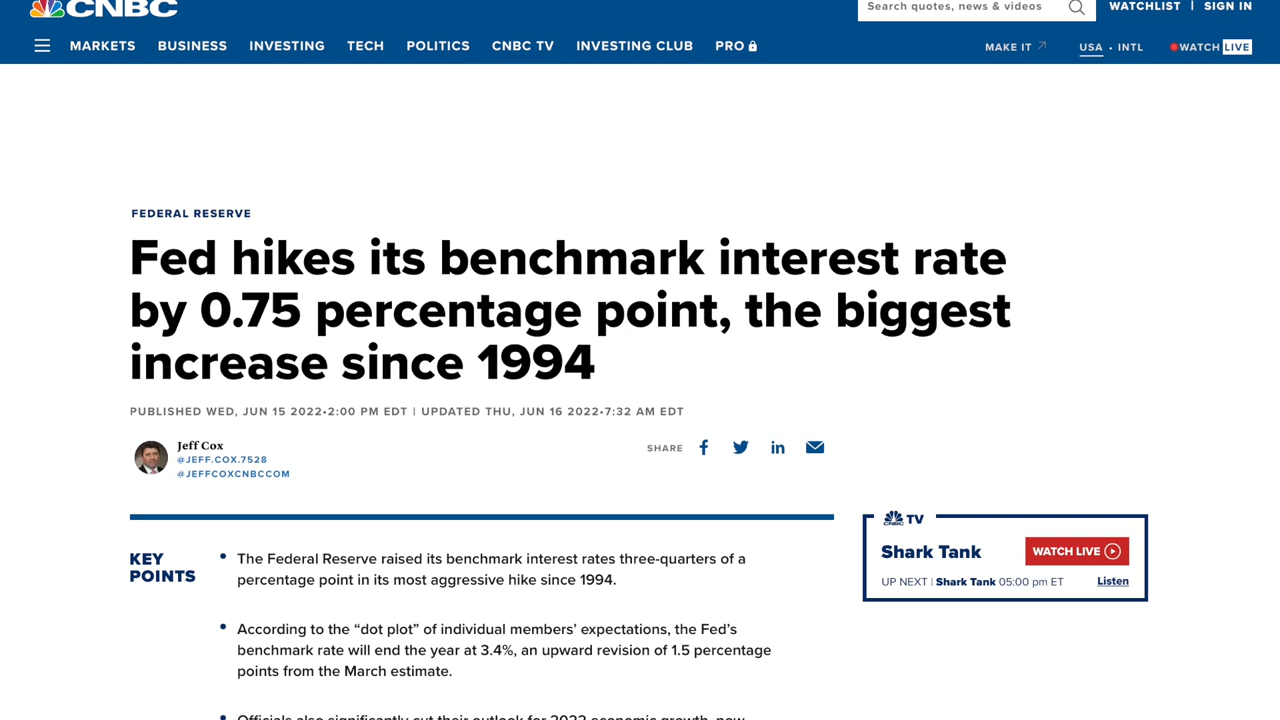 CNBC
Search quotes, news & videos
WATCHLIST | SIGN IN
MARKETS BUSINESS INVESTING TECH POLITICS CNBC TV INVESTING CLUB PRO
MAKE IT USA • INTL WATCH LIVE
FEDERAL RESERVE
Fed hikes its benchmark interest rate
by 0.75 percentage point, the biggest
increase since 1994
PUBLISHED WED, JUN 15 2022•2:00 PM EDT | UPDATED THU, JUN 16 2022•7:32 AM EDT
Jeff Cox
@JEFF.COX.7528
@JEFFCOXCNBCCOM
SHARE
KEY
POINTS
• The Federal Reserve raised its benchmark interest rates three-quarters of a
percentage point in its most aggressive hike since 1994.
• According to the “dot plot” of individual members’ expectations, the Fed’s
benchmark rate will end the year at 3.4%, an upward revision of 1.5 percentage
points from the March estimate.
• Officials also significantly cut their outlook for 2022 economic growth, now
CNBC TV
Shark Tank
WATCH LIVE
UP NEXT | Shark Tank 05:00 pm ET
Listen